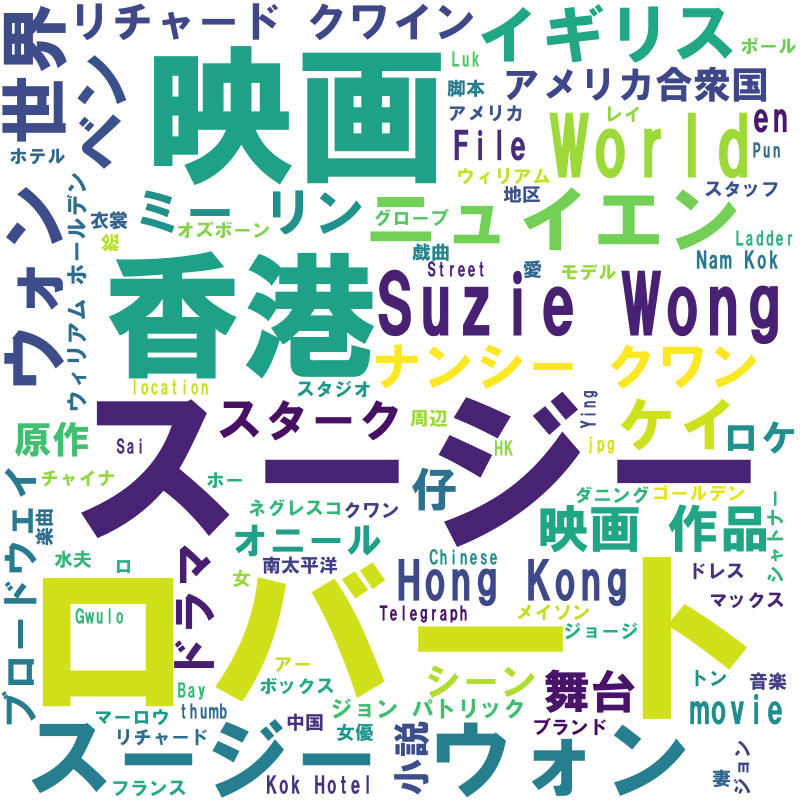 世界
リチャード クワイン
イギリス
ポール
Luk
脚本
アメリカ合衆国
映画
ベン
アメリカ
レイ
en
File
World
Pun
ホテル
ウィリアム
地区
スタッフ
ウォン
ウィリアム ホールデン
衣裳
絵
ミー
リン
オズボーン
グローブ
ニュイエン
戯曲
Ladder
Street
愛
モデル
Nam Kok
香港
Suzie Wong
ナンシー クワン
location
スタジオ
スージー
スターク
周辺
Ying
ケイ
ロケ
原作
Sai
HK
jpg
チャイナ
ホー
仔
ダニング
ゴールデン
ブロードウェイ
楽曲
ネグレスコ
クワン
オニール
映画 作品
シャトナー
水夫
ロ
ドラマ
南太平洋
女
Chinese
Hong Kong
ドレス
マックス
ロバート
Gwulo
Telegraph
メイソン
ジョージ
アー
Bay
ボックス
シーン
舞台
トン
音楽
thumb
ジョン パトリック
movie
マーロウ
リチャード
中国
女優
ブランド
スージー
ウォン
小説
フランス
Kok Hotel
妻
ジョン